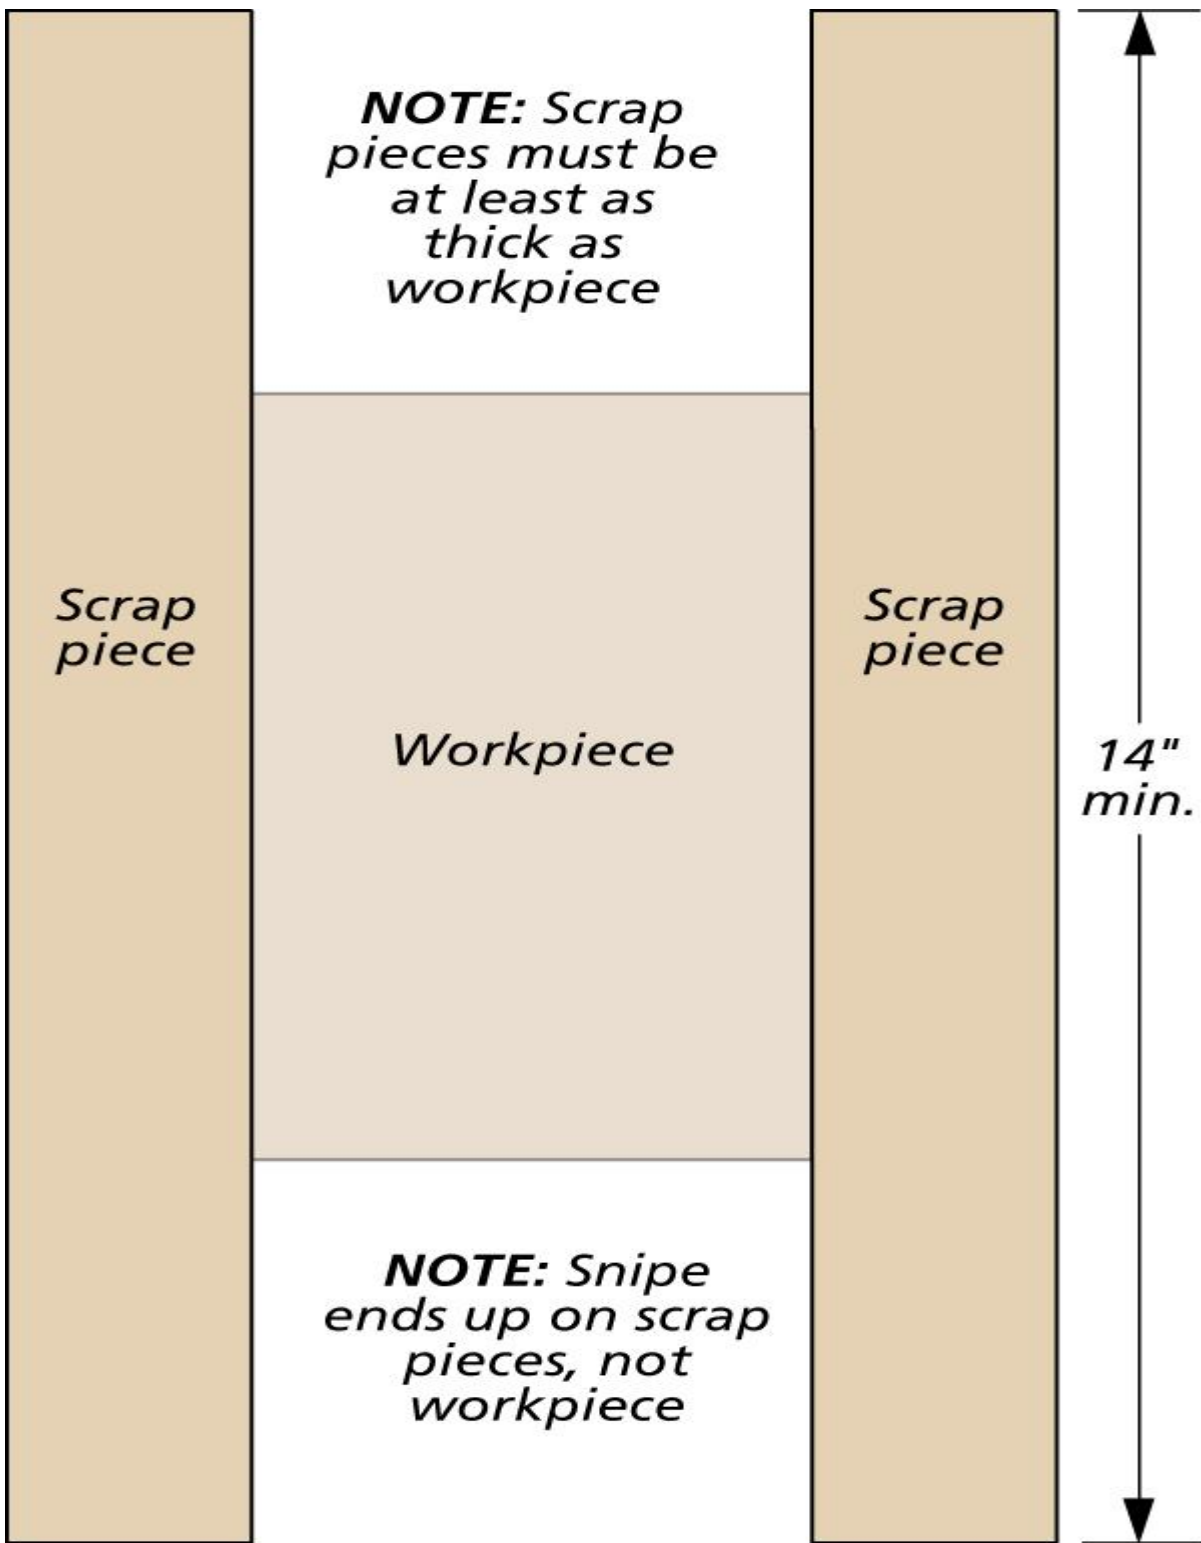 NOTE: Scrap
pieces must be
at least as
thick as
workpiece
Scrap
piece
Workpiece
Scrap
piece
14"
min.
NOTE: Snipe
ends up on scrap
pieces, not
workpiece